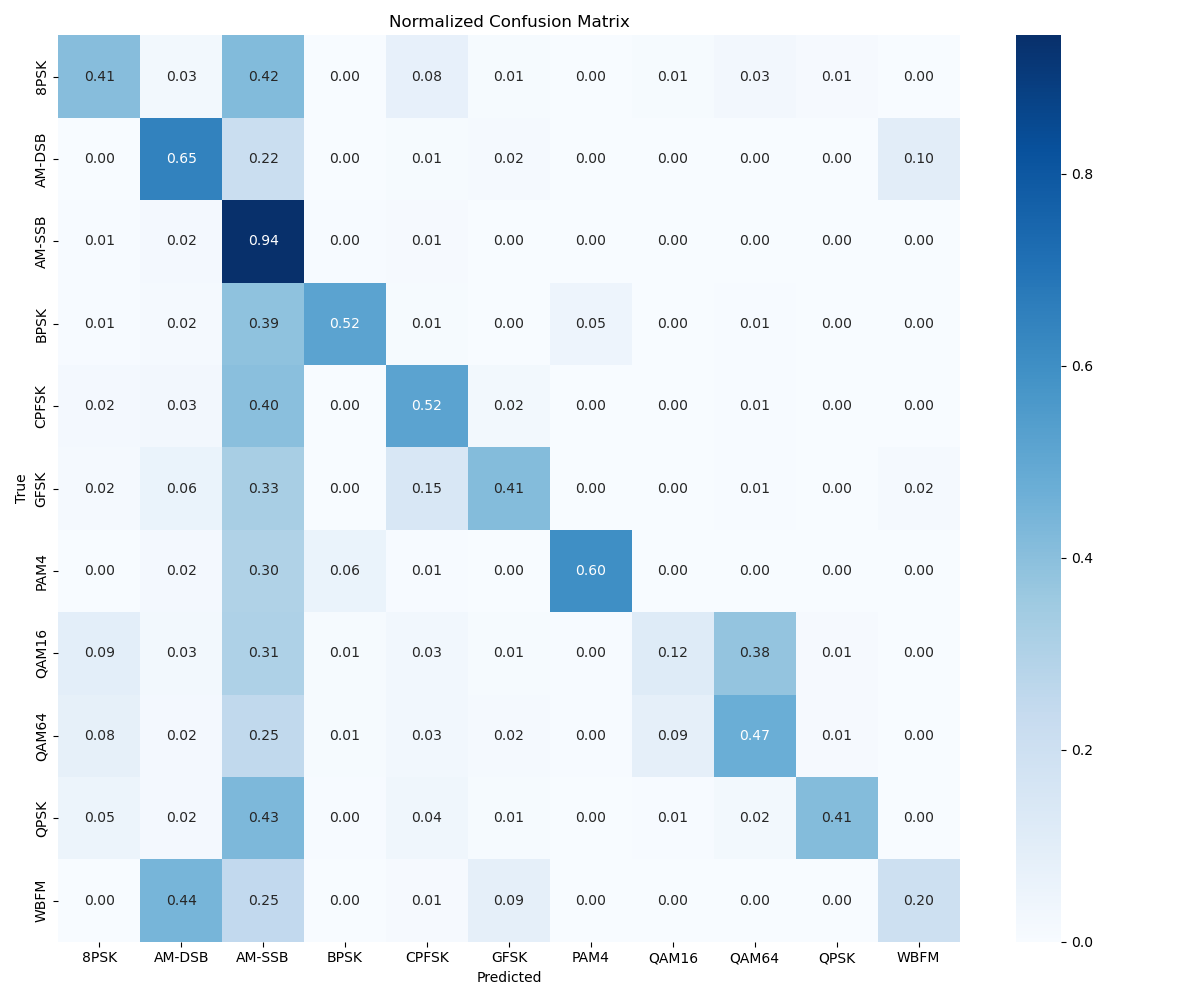 Normalized Confusion Matrix
True
8PSK 0.41 0.03 0.42 0.00 0.08 0.01 0.00 0.01 0.03 0.01 0.00
AM-DSB 0.00 0.65 0.22 0.00 0.01 0.02 0.00 0.00 0.00 0.00 0.10
AM-SSB 0.01 0.02 0.94 0.00 0.01 0.00 0.00 0.00 0.00 0.00 0.00
BPSK 0.01 0.02 0.39 0.52 0.01 0.00 0.05 0.00 0.01 0.00 0.00
CPFSK 0.02 0.03 0.40 0.00 0.52 0.02 0.00 0.00 0.01 0.00 0.00
GFSK 0.02 0.06 0.33 0.00 0.15 0.41 0.00 0.00 0.01 0.00 0.02
PAM4 0.00 0.02 0.30 0.06 0.01 0.00 0.60 0.00 0.00 0.00 0.00
QAM16 0.09 0.03 0.31 0.01 0.03 0.01 0.00 0.12 0.38 0.01 0.00
QAM64 0.08 0.02 0.25 0.01 0.03 0.02 0.00 0.09 0.47 0.01 0.00
QPSK 0.05 0.02 0.43 0.00 0.04 0.01 0.00 0.01 0.02 0.41 0.00
WBFM 0.00 0.44 0.25 0.00 0.01 0.09 0.00 0.00 0.00 0.00 0.20
8PSK AM-DSB AM-SSB BPSK CPFSK GFSK PAM4 QAM16 QAM64 QPSK WBFM
Predicted
0.8
0.6
0.4
0.2
0.0